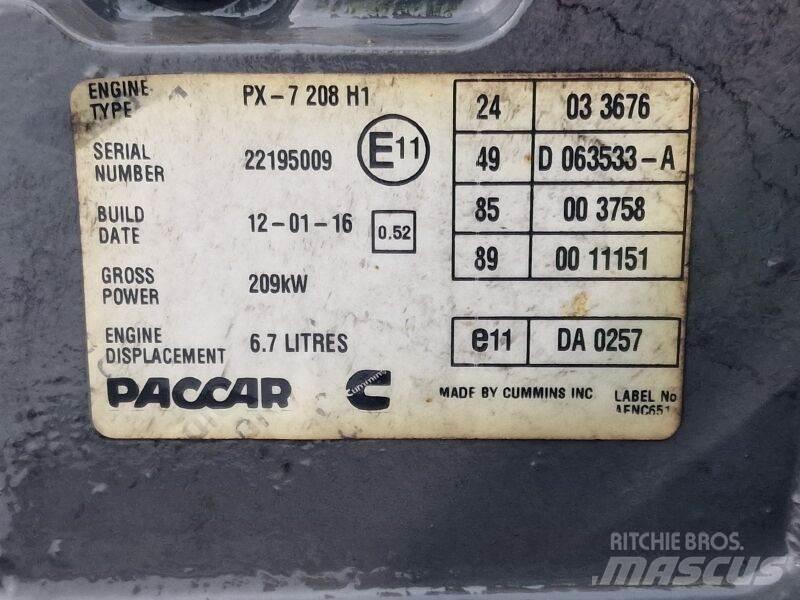 ENGINE TYPE PX-7 208 H1
SERIAL NUMBER 22195009
E11
BUILD DATE 12-01-16
0.52
GROSS POWER 209kW
ENGINE DISPLACEMENT 6.7 LITRES
24 03 3676
49 D 063533-A
85 00 3758
89 00 11151
e11 DA 0257
PACCAR Cummins
MADE BY CUMMINS INC
LABEL No
RITCHIE BROS.
MASCUS